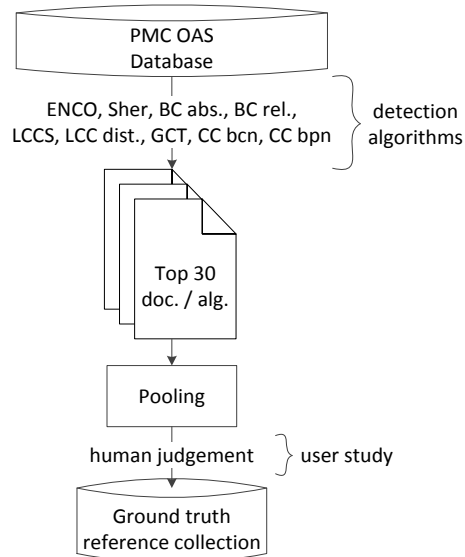 PMC OAS
Database
ENCO, Sher, BC abs., BC rel.,
LCCS, LCC dist., GCT, CC bcn, CC bpn
detection
algorithms
Top 30
doc. / alg.
Pooling
human judgement
user study
Ground truth
reference collection